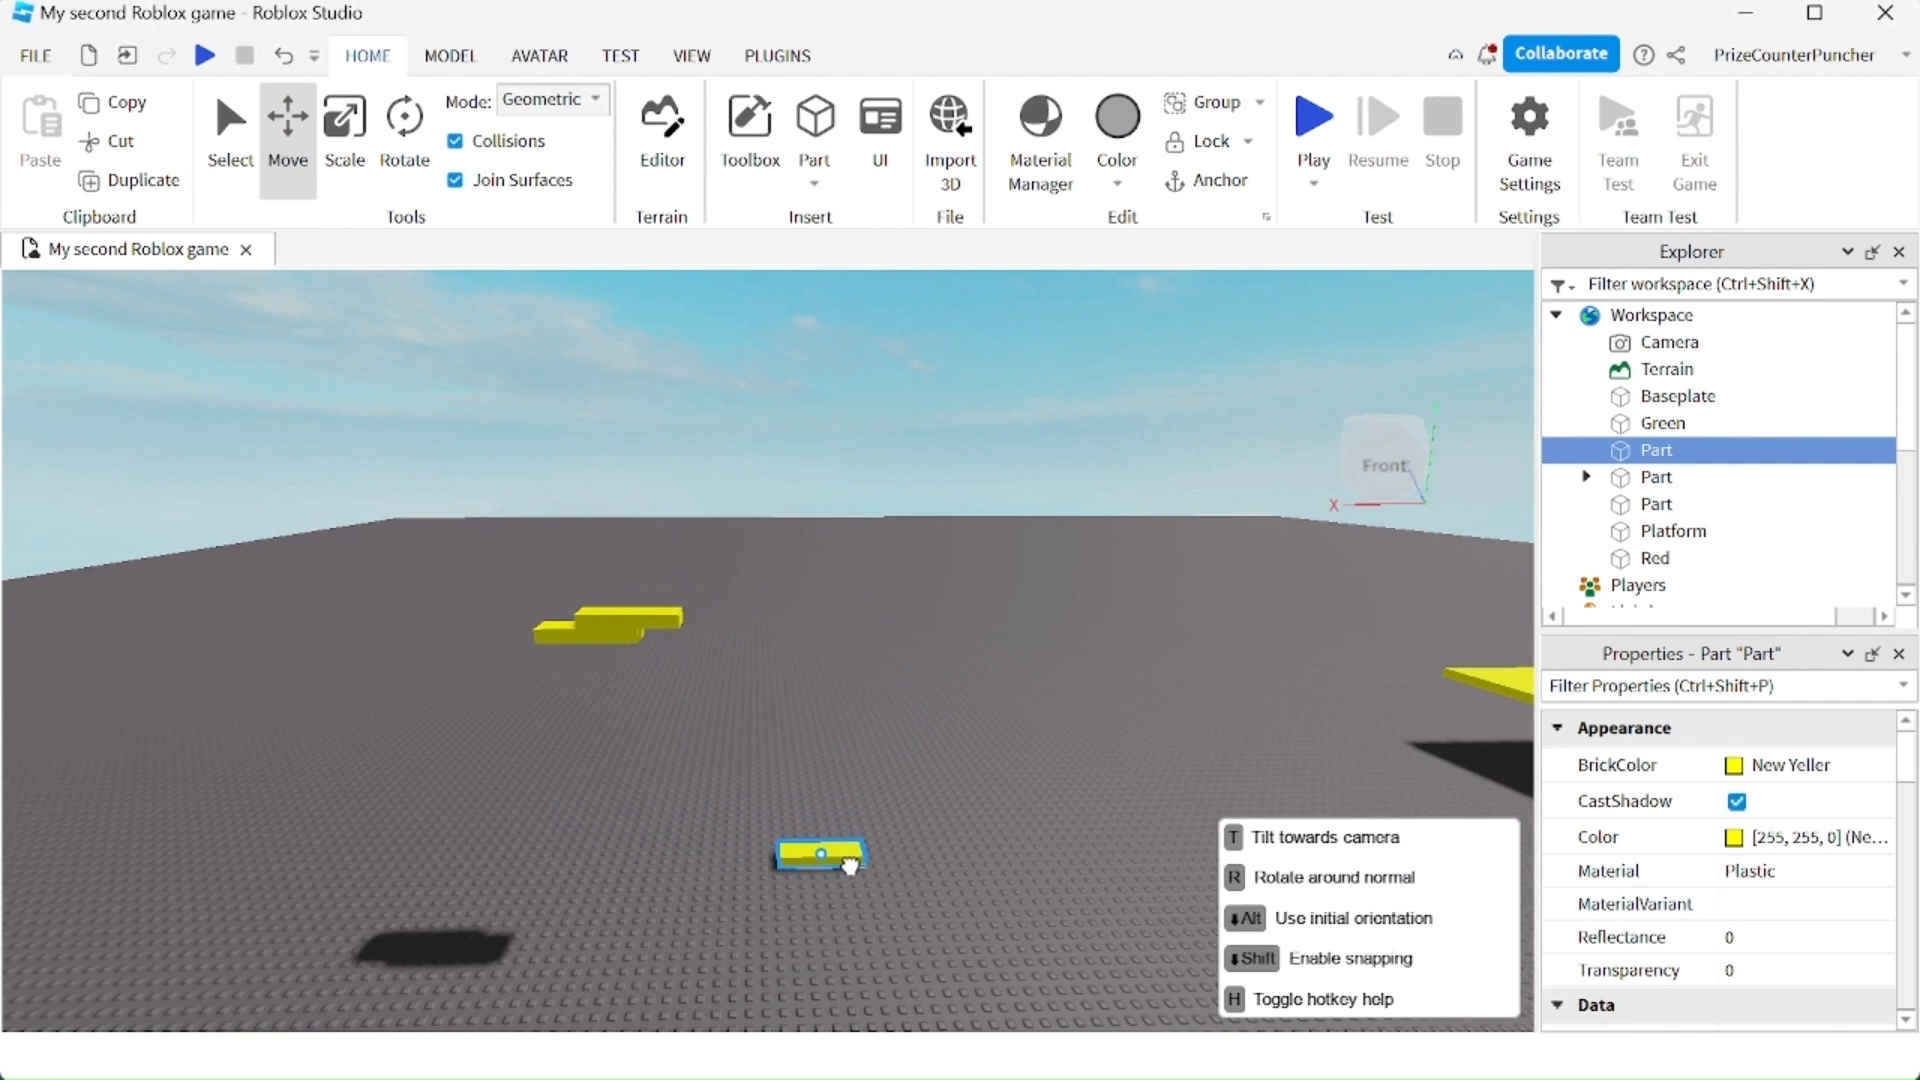 My second Roblox game - Roblox Studio
FILE HOME MODEL AVATAR TEST VIEW PLUGINS Collaborate PrizeCounterPuncher
Paste Copy Cut Duplicate
Clipboard
Select Move Scale Rotate
Mode: Geometric
Collisions
Join Surfaces
Tools
Editor
Terrain
Toolbox Part UI
Insert
Import 3D
File
Material Manager Color
Group
Lock
Anchor
Edit
Play Resume Stop
Test
Game Settings
Settings
Team Test Exit Game
Team Test
My second Roblox game
Front
X
T Tilt towards camera
R Rotate around normal
Alt Use initial orientation
Shift Enable snapping
H Toggle hotkey help
Explorer
Filter workspace (Ctrl+Shift+X)
Workspace
Camera
Terrain
Baseplate
Green
Part
Part
Part
Platform
Red
Players
Properties - Part "Part"
Filter Properties (Ctrl+Shift+P)
Appearance
BrickColor New Yeller
CastShadow
Color [255, 255, 0] (Ne...
Material Plastic
MaterialVariant
Reflectance 0
Transparency 0
Data